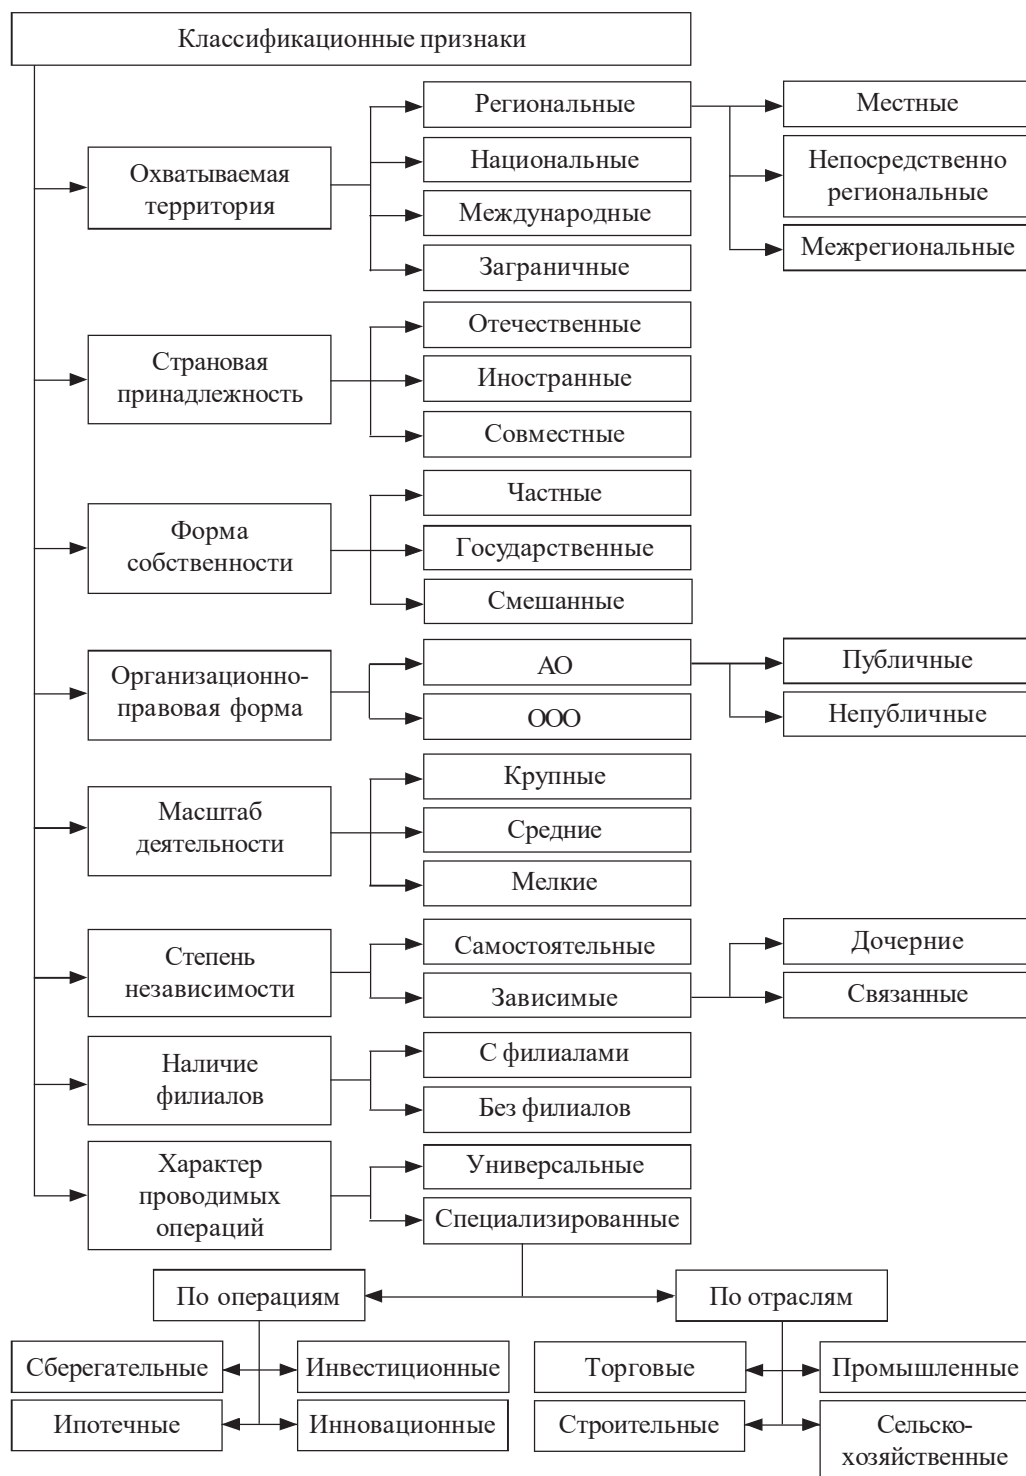 Классификационные признаки
Региональные
Местные
Охватываемая
территория
Национальные
Непосредственно
региональные
Международные
Межрегиональные
Заграничные
Страновая
принадлежность
Отечественные
Иностранные
Совместные
Форма
собственности
Частные
Государственные
Смешанные
Организационно-
правовая форма
АО
Публичные
ООО
Непубличные
Масштаб
деятельности
Крупные
Средние
Мелкие
Степень
независимости
Самостоятельные
Дочерние
Зависимые
Связанные
Наличие
филиалов
С филиалами
Без филиалов
Характер
проводимых
операций
Универсальные
Специализированные
По операциям
По отраслям
Сберегательные
Инвестиционные
Торговые
Промышленные
Ипотечные
Инновационные
Строительные
Сельско-
хозяйственные